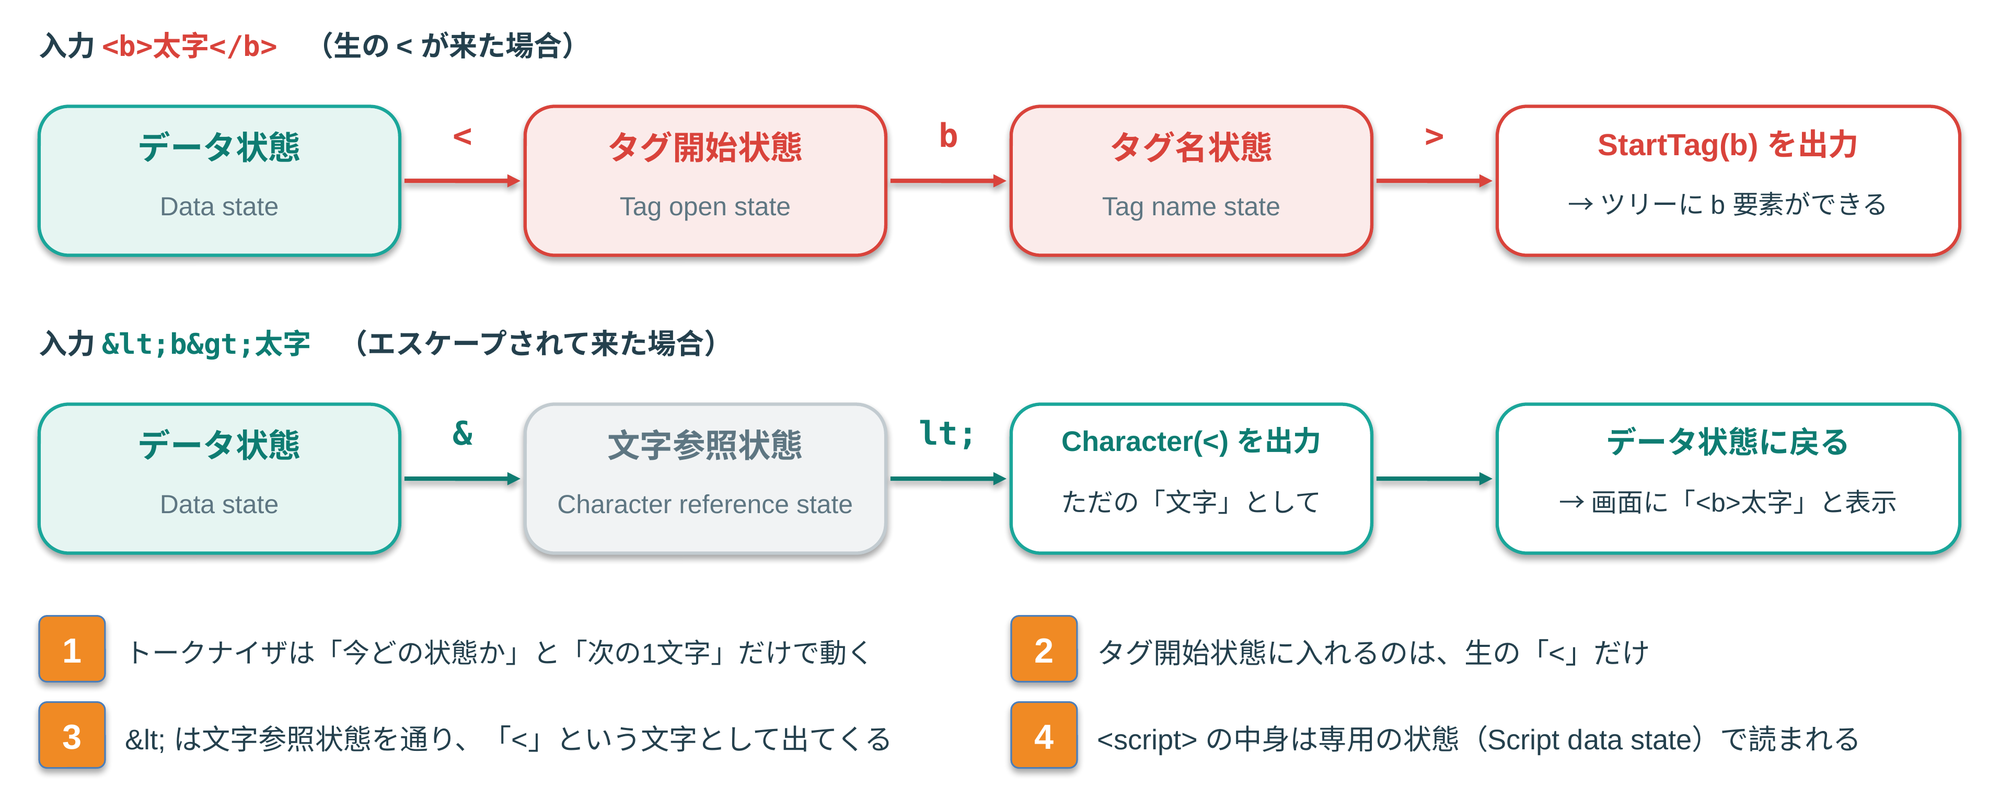 入力 <b>太字</b> （生の < が来た場合）
データ状態
Data state
<
タグ開始状態
Tag open state
b
タグ名状態
Tag name state
>
StartTag(b) を出力
→ ツリーに b 要素ができる
入力 &lt;b&gt;太字 （エスケープされて来た場合）
データ状態
Data state
&
文字参照状態
Character reference state
lt;
Character(<) を出力
ただの「文字」として
データ状態に戻る
→ 画面に「<b>太字」と表示
1 トークナイザは「今どの状態か」と「次の1文字」だけで動く
2 タグ開始状態に入れるのは、生の「<」だけ
3 &lt; は文字参照状態を通り、「<」という文字として出てくる
4 <script> の中身は専用の状態（Script data state）で読まれる